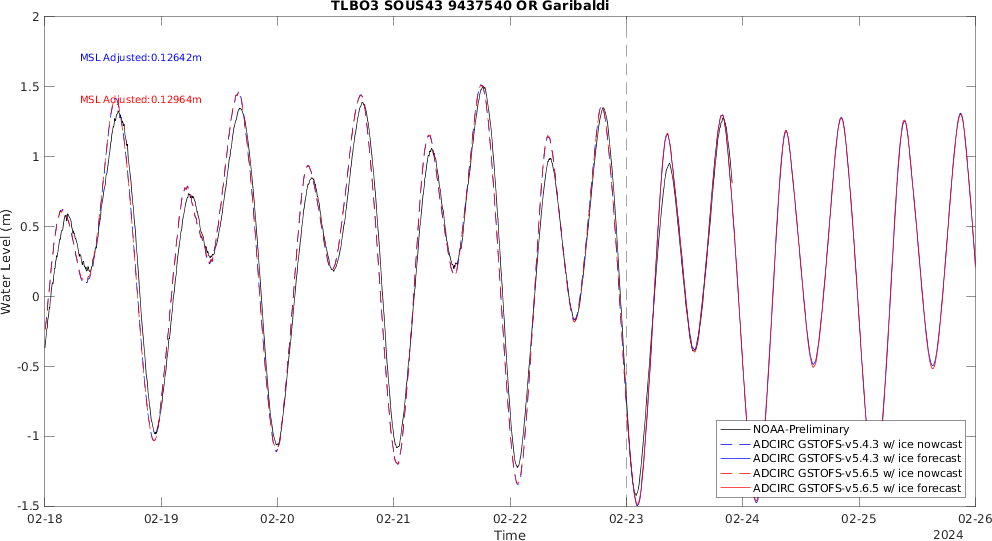 TLBO3 SOUS43 9437540 OR Garibaldi
2
MSL Adjusted:0.12642m
1.5
MSL Adjusted:0.12964m
1
0.5
0
-0.5
-1
-1.5
Water Level (m)
NOAA-Preliminary
ADCIRC GSTOFS-v5.4.3 w/ ice nowcast
ADCIRC GSTOFS-v5.4.3 w/ ice forecast
ADCIRC GSTOFS-v5.6.5 w/ ice nowcast
ADCIRC GSTOFS-v5.6.5 w/ ice forecast
02-18 02-19 02-20 02-21 02-22 02-23 02-24 02-25 02-26
Time
2024